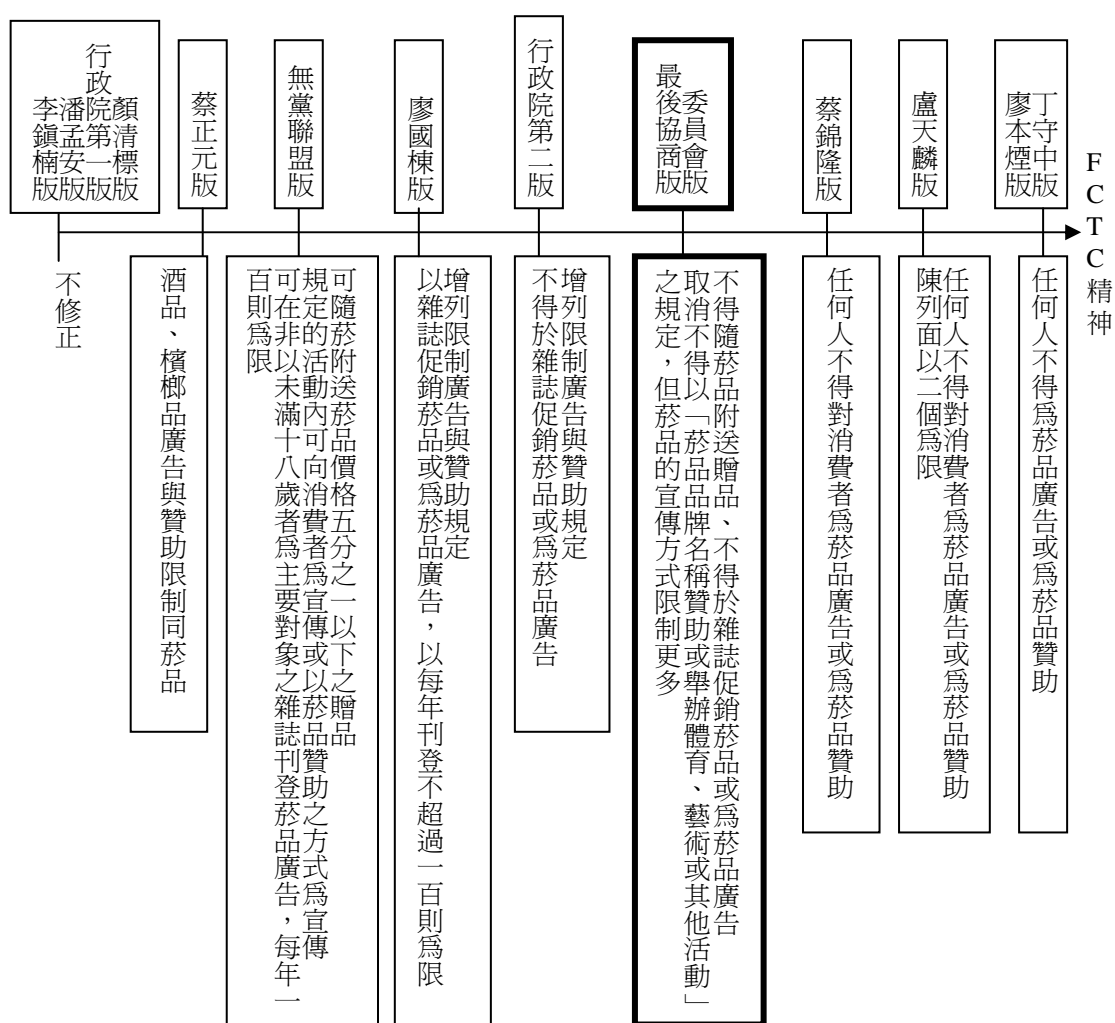 FCTC精神
丁守中版
廖本煙版
盧天麟版
蔡錦隆版
委員會版
最後協商版
行政院第二版
廖國棟版
無黨聯盟版
蔡正元版
顏清標版
行政院第一版
潘孟安版
李鎭楠版
任何人不得爲菸品廣告或爲菸品贊助
任何人不得對消費者爲菸品廣告或爲菸品贊助
陳列面以二個爲限
任何人不得對消費者爲菸品廣告或爲菸品贊助
不得隨菸品附送贈品、不得於雜誌促銷菸品或爲菸品廣告
取消不得以「菸品品牌名稱贊助或舉辦體育、藝術或其他活動」
之規定，但菸品的宣傳方式限制更多
增列限制廣告與贊助規定
不得於雜誌促銷菸品或爲菸品廣告
增列限制廣告與贊助規定
以雜誌促銷菸品或爲菸品廣告，以每年刊登不超過一百則爲限
可隨菸附送菸品價格五分之一以下之贈品
規定的活動內可向消費者爲宣傳或以菸品贊助之方式爲宣傳
可在非以未滿十八歲者爲主要對象之雜誌刊登菸品廣告，每年一
百則爲限
酒品、檳榔品廣告與贊助限制同菸品
不修正